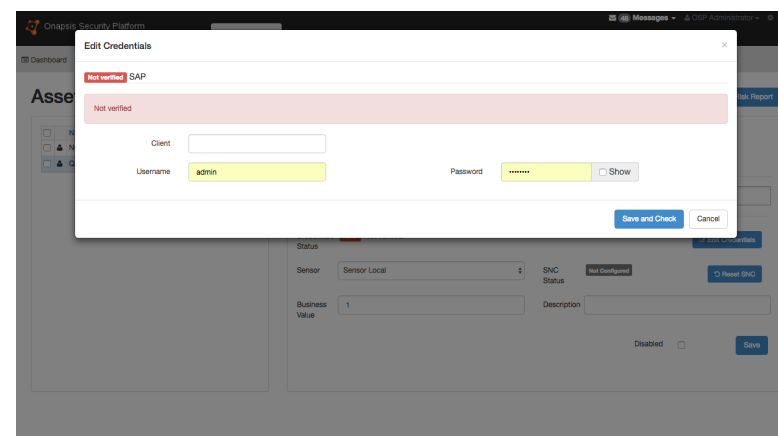 Onapsis Security Platform
48 Messages OSP Administrator
Edit Credentials ×
Dashboard
Not verified SAP
Asse
Risk Report
Not verified
N
Client
N
Q
Username admin Password •••••••• Show
Save and Check Cancel
Edit Credentials
Status
Sensor Sensor Local SNC Not Configured Reset SNC
Status
Business 1 Description
Value
Disabled Save